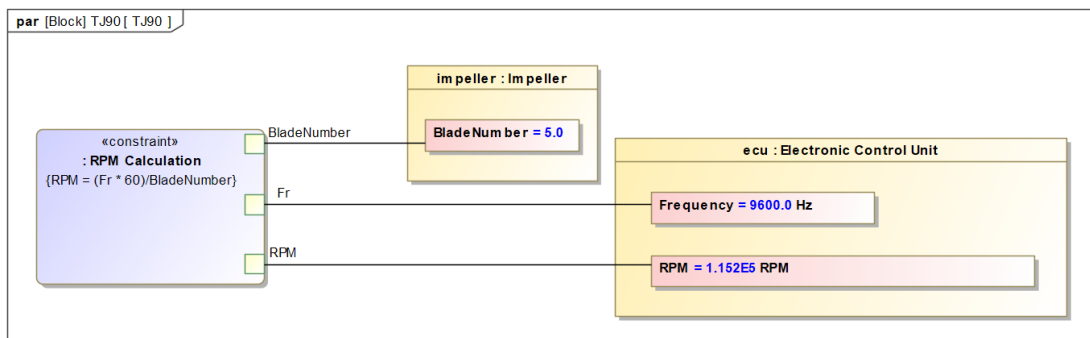 par [Block] TJ90 [ TJ90 ]
impeller : Impeller
BladeNumber = 5.0
BladeNumber
«constraint»
: RPM Calculation
{RPM = (Fr * 60)/BladeNumber}
ecu : Electronic Control Unit
Fr
Frequency = 9600.0 Hz
RPM
RPM = 1.152E5 RPM